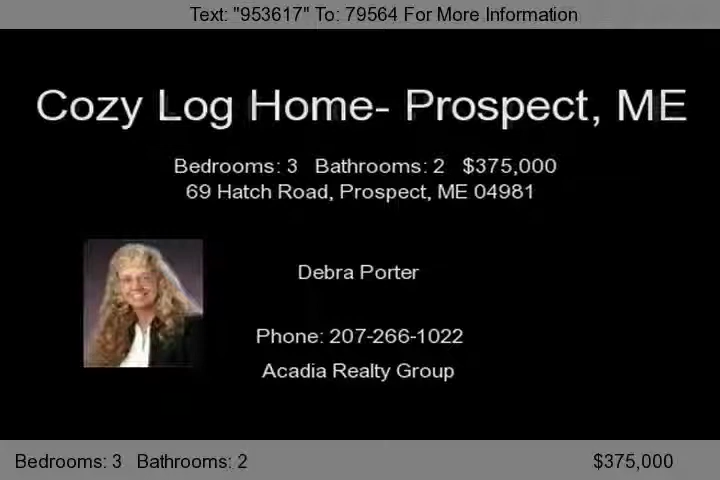 Text: "953617" To: 79564 For More Information
Cozy Log Home- Prospect, ME
Bedrooms: 3 Bathrooms: 2 $375,000
69 Hatch Road, Prospect, ME 04981
Debra Porter
Phone: 207-266-1022
Acadia Realty Group
Bedrooms: 3 Bathrooms: 2 $375,000